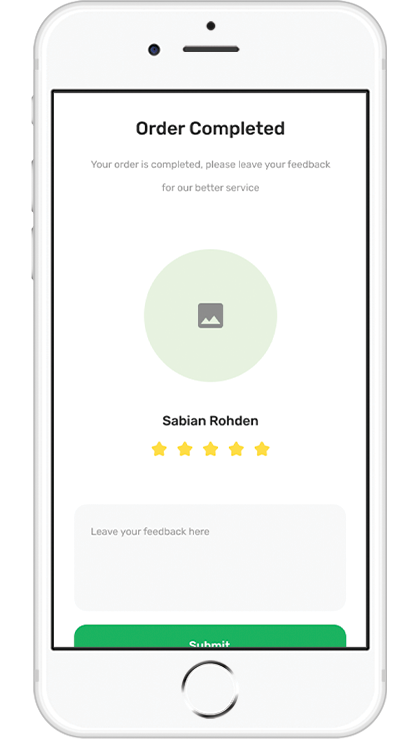 Order Completed
Your order is completed, please leave your feedback
for our better service
Sabian Rohden
Leave your feedback here
Submit